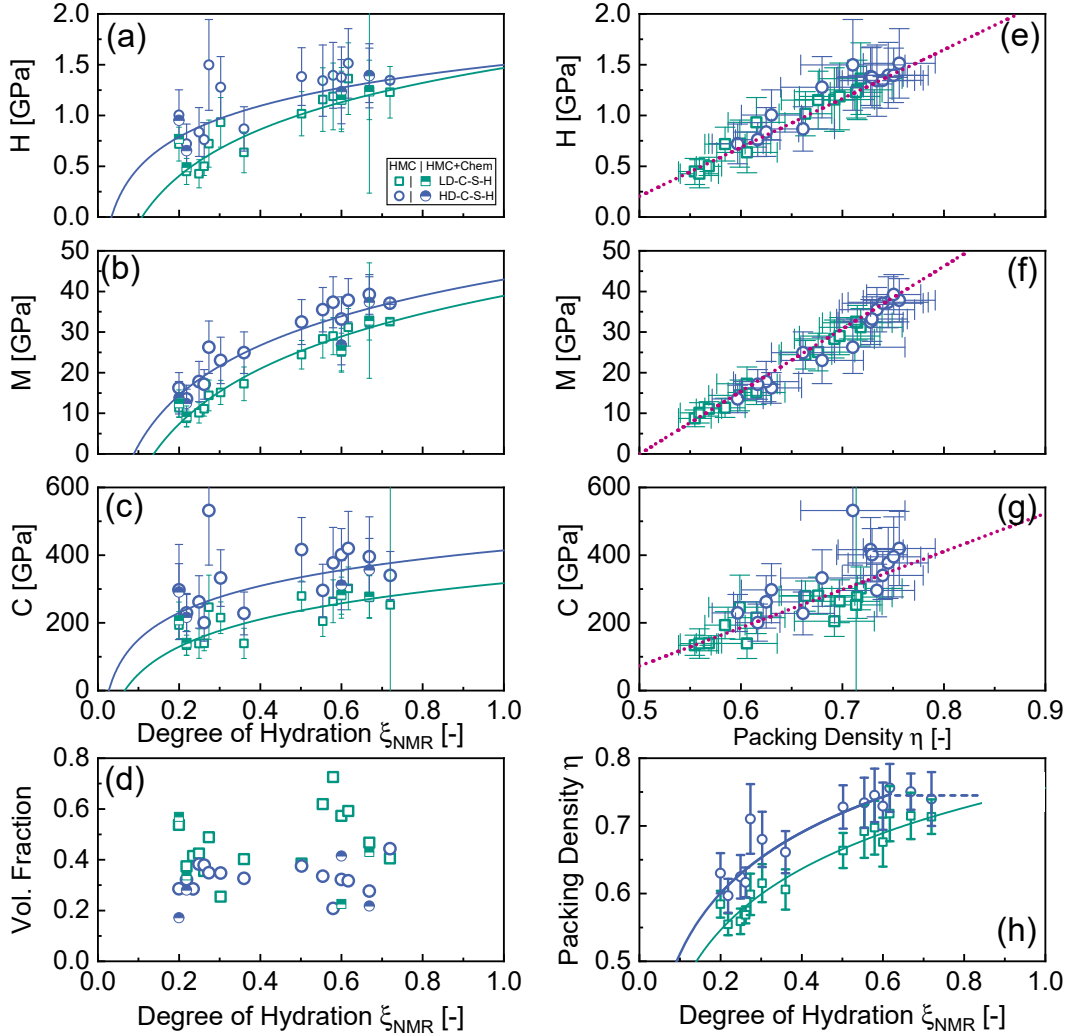 (a)
H [GPa]
2.0
1.5
1.0
0.5
0.0
HMC | HMC+Chem
LD-C-S-H
HD-C-S-H
(e)
H [GPa]
2.0
1.5
1.0
0.5
0.0
(b)
M [GPa]
50
40
30
20
10
0
(f)
M [GPa]
50
40
30
20
10
0
(c)
C [GPa]
600
400
200
0
0.0 0.2 0.4 0.6 0.8 1.0
Degree of Hydration ξNMR [-]
(g)
C [GPa]
600
400
200
0
0.5 0.6 0.7 0.8 0.9
Packing Density η [-]
(d)
Vol. Fraction
0.8
0.6
0.4
0.2
0.0
0.0 0.2 0.4 0.6 0.8 1.0
Degree of Hydration ξNMR [-]
(h)
Packing Density η
0.8
0.7
0.6
0.5
0.0 0.2 0.4 0.6 0.8 1.0
Degree of Hydration ξNMR [-]